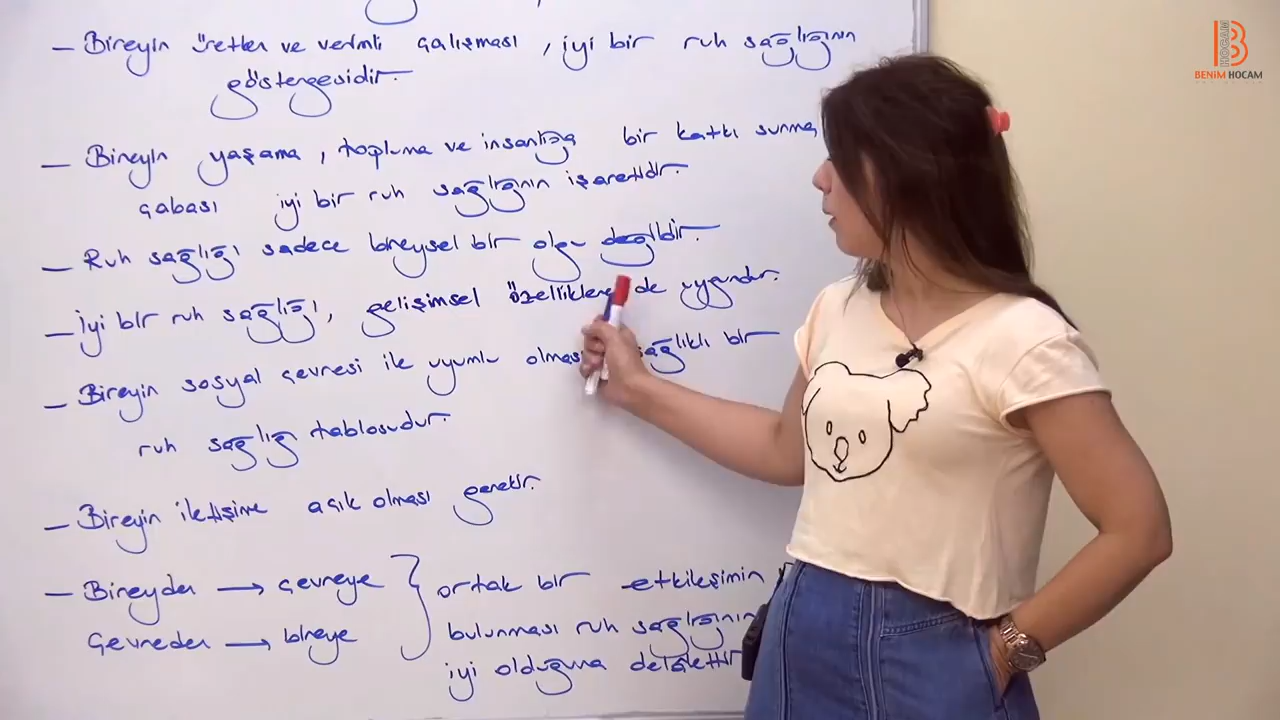 – Bireyin üretken ve verimli çalışması, iyi bir ruh sağlığının
göstergesidir.
– Bireyin yaşama, topluma ve insanlığa bir katkı sunma
çabası iyi bir ruh sağlığının işaretidir.
– Ruh sağlığı sadece bireysel bir olgu değildir.
– İyi bir ruh sağlığı, gelişimsel özelliklere de uygundur.
– Bireyin sosyal çevresi ile uyumlu olması sağlıklı bir
ruh sağlığı tablosudur.
– Bireyin iletişime açık olması gerekir.
– Bireyden → çevreye } ortak bir etkileşimin
Çevreden → bireye bulunması ruh sağlığının
iyi olduğuna delalettir
B
HOCAM
BENİM HOCAM